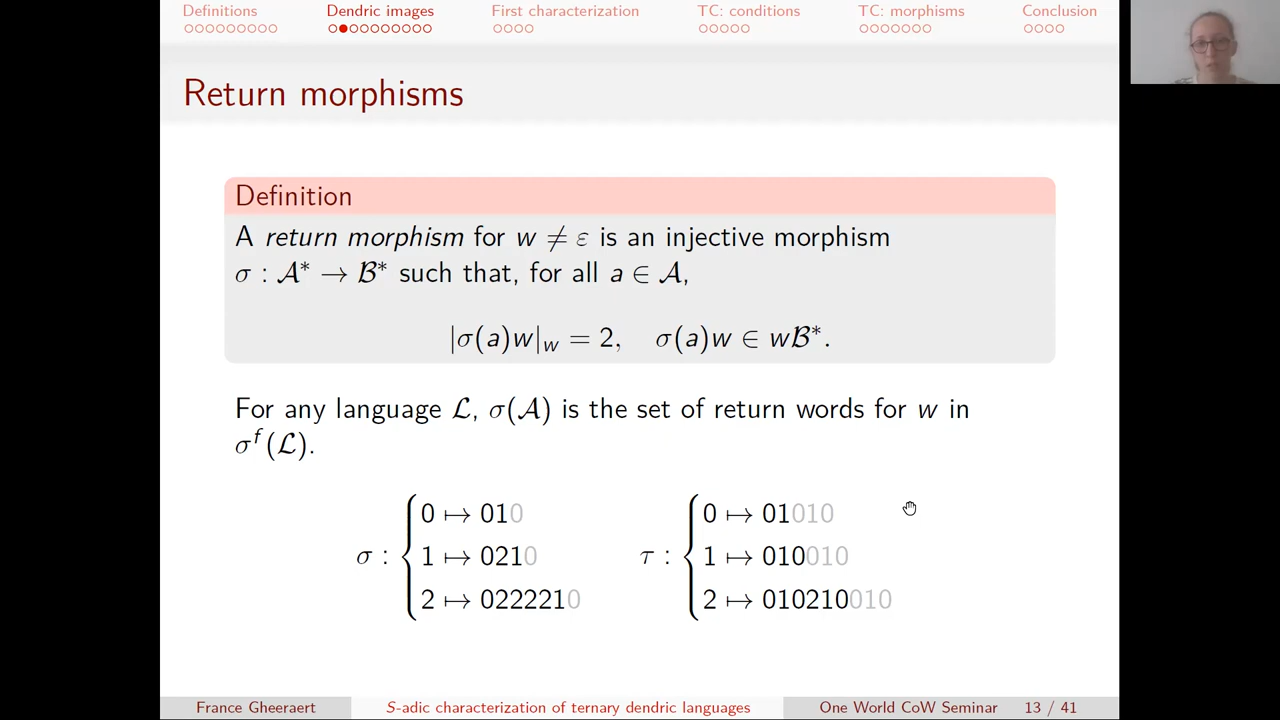 Definitions Dendric images First characterization TC: conditions TC: morphisms Conclusion
Return morphisms
Definition
A return morphism for w ≠ ε is an injective morphism
σ : 𝒜* → ℬ* such that, for all a ∈ 𝒜,
|σ(a)w|_w = 2, σ(a)w ∈ wℬ*.
For any language ℒ, σ(𝒜) is the set of return words for w in
σ^f(ℒ).
σ : { 0 ↦ 010
1 ↦ 0210
2 ↦ 0222210
τ : { 0 ↦ 01010
1 ↦ 010010
2 ↦ 010210010
France Gheeraert S-adic characterization of ternary dendric languages One World CoW Seminar 13 / 41